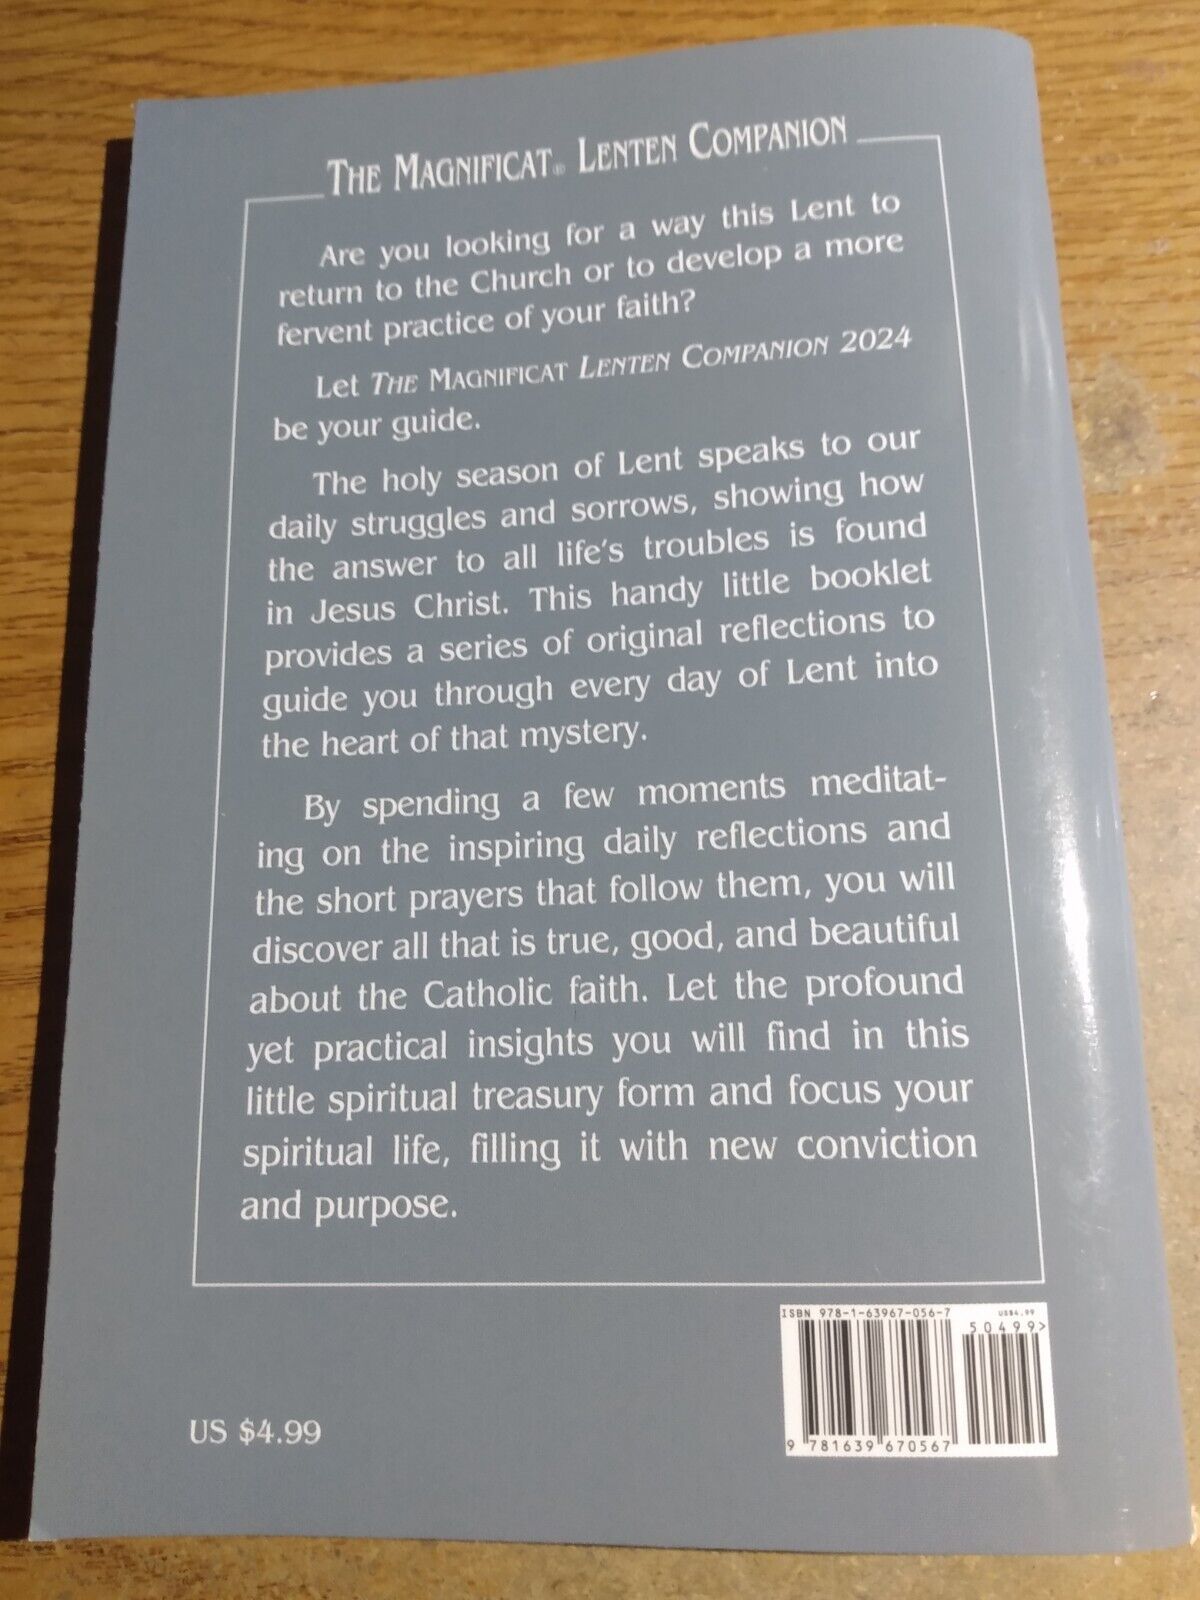 THE MAGNIFICAT® LENTEN COMPANION
Are you looking for a way this Lent to
return to the Church or to develop a more
fervent practice of your faith?
Let THE MAGNIFICAT LENTEN COMPANION 2024
be your guide.
The holy season of Lent speaks to our
daily struggles and sorrows, showing how
the answer to all life's troubles is found
in Jesus Christ. This handy little booklet
provides a series of original reflections to
guide you through every day of Lent into
the heart of that mystery.
By spending a few moments meditat-
ing on the inspiring daily reflections and
the short prayers that follow them, you will
discover all that is true, good, and beautiful
about the Catholic faith. Let the profound
yet practical insights you will find in this
little spiritual treasury form and focus your
spiritual life, filling it with new conviction
and purpose.
US $4.99
ISBN 978-1-63967-056-7
US$4.99
50499>
9 781639 670567